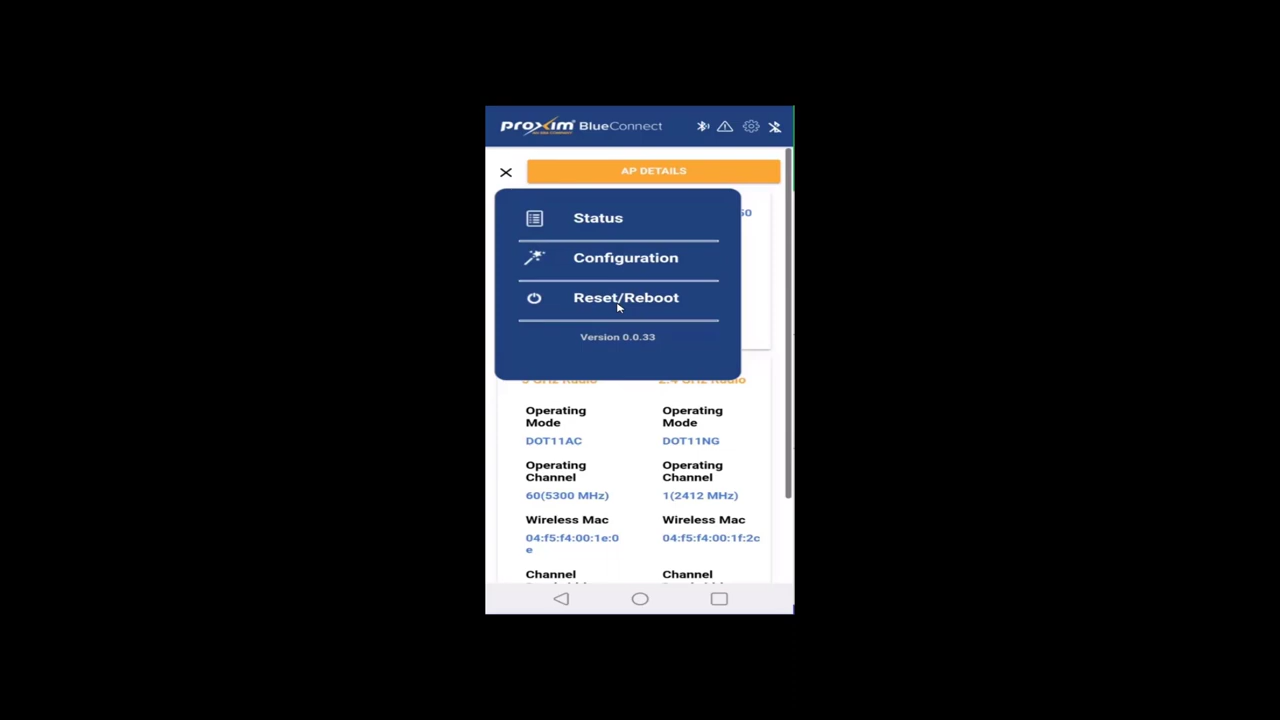 proxim BlueConnect
AP DETAILS
Status
Configuration
Reset/Reboot
Version 0.0.33
Operating
Mode
DOT11AC
Operating
Channel
60(5300 MHz)
Wireless Mac
04:f5:f4:00:1e:0
e
Channel
Operating
Mode
DOT11NG
Operating
Channel
1(2412 MHz)
Wireless Mac
04:f5:f4:00:1f:2c
Channel